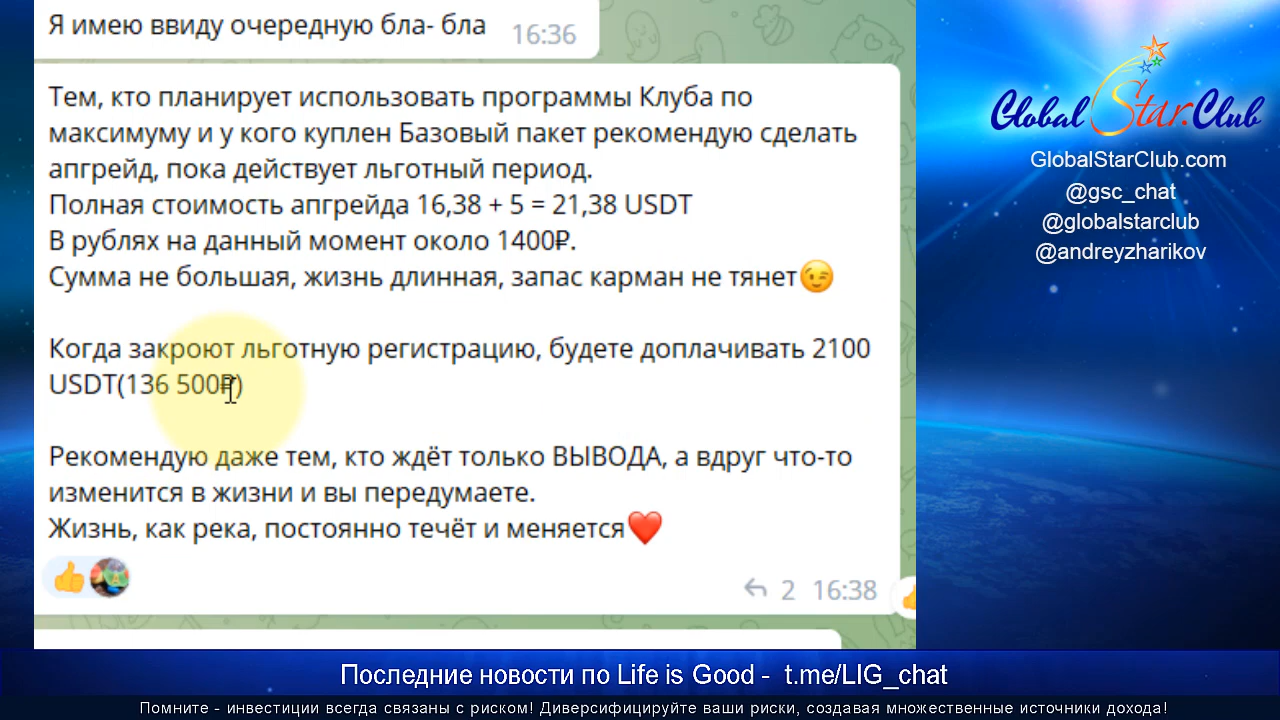 Я имею ввиду очередную бла- бла 16:36
Тем, кто планирует использовать программы Клуба по
максимуму и у кого куплен Базовый пакет рекомендую сделать
апгрейд, пока действует льготный период.
Полная стоимость апгрейда 16,38 + 5 = 21,38 USDT
В рублях на данный момент около 1400₽.
Сумма не большая, жизнь длинная, запас карман не тянет😉
Когда закроют льготную регистрацию, будете доплачивать 2100
USDT(136 500₽)
Рекомендую даже тем, кто ждёт только ВЫВОДА, а вдруг что-то
изменится в жизни и вы передумаете.
Жизнь, как река, постоянно течёт и меняется❤️
2 16:38
Global Star Club
GlobalStarClub.com
@gsc_chat
@globalstarclub
@andreyzharikov
Последние новости по Life is Good - t.me/LIG_chat
Помните - инвестиции всегда связаны с риском! Диверсифицируйте ваши риски, создавая множественные источники дохода!